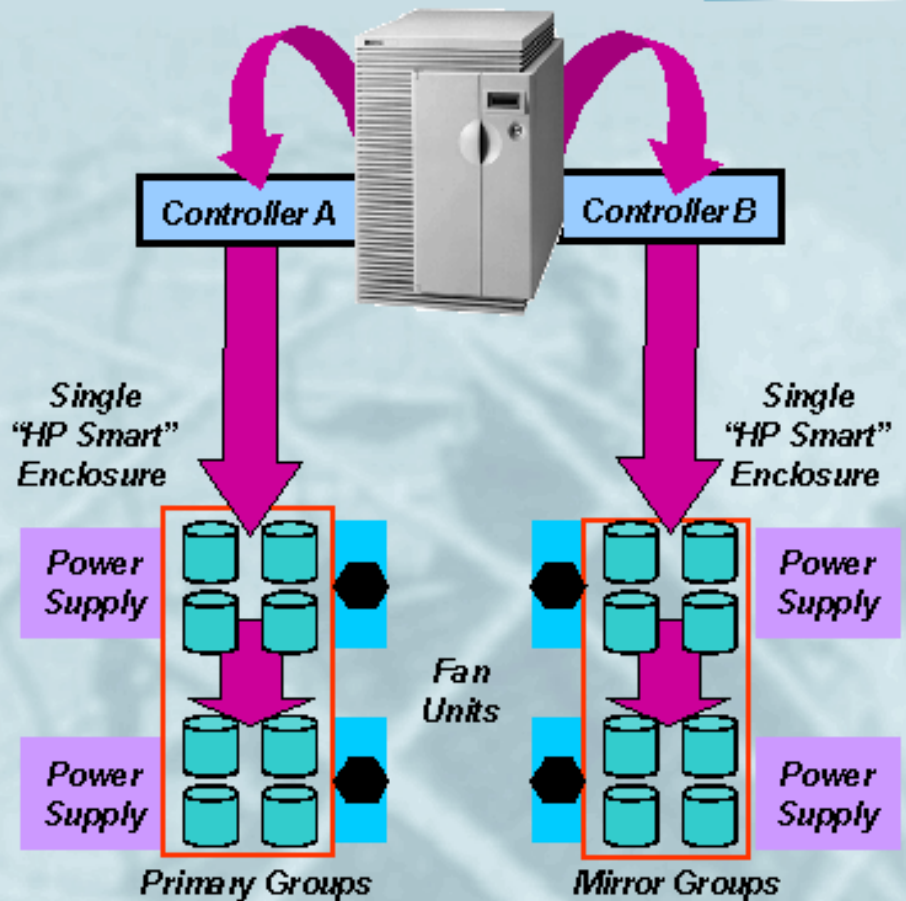 Controller A
Controller B
Single
“HP Smart”
Enclosure
Single
“HP Smart”
Enclosure
Power
Supply
Power
Supply
Fan
Units
Power
Supply
Power
Supply
Primary Groups
Mirror Groups